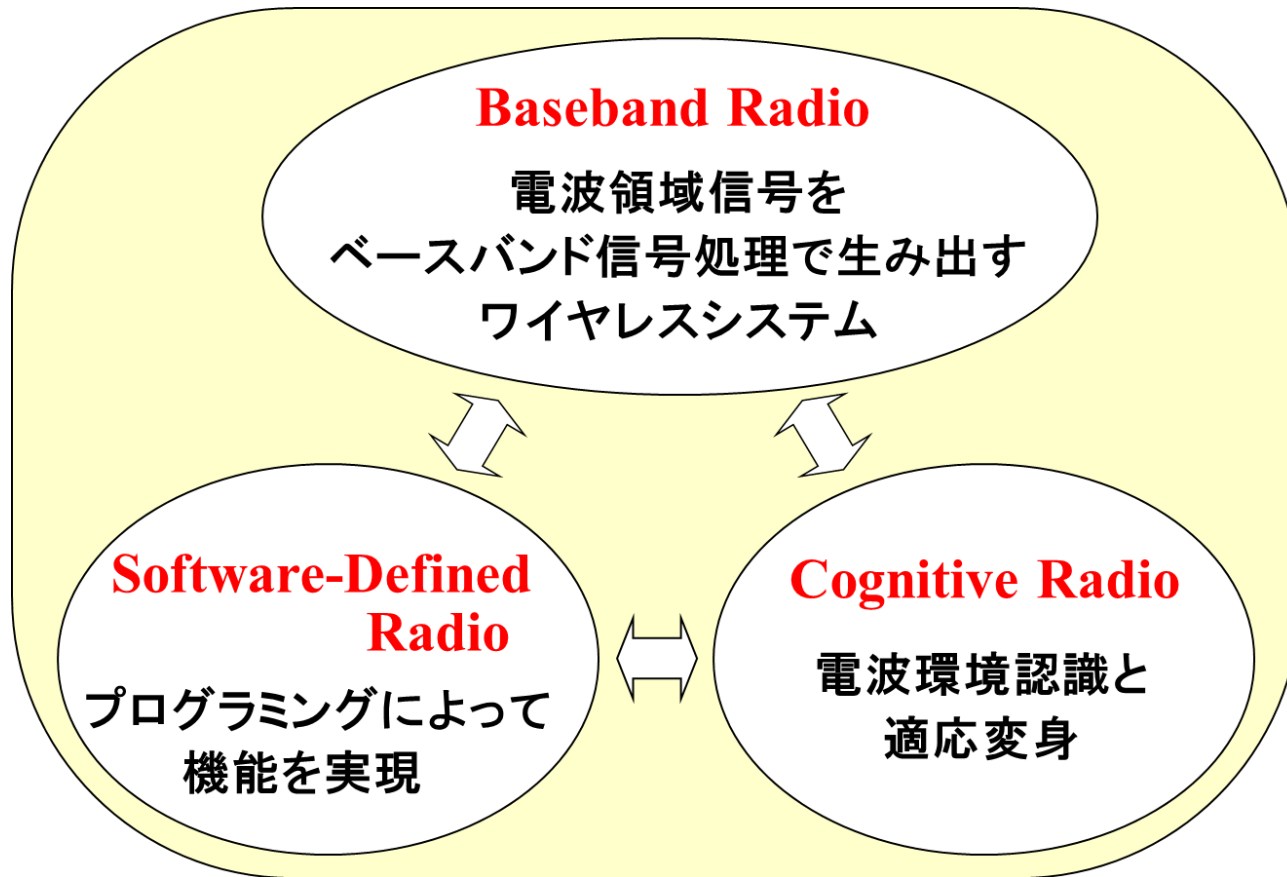 Baseband Radio
電波領域信号を
ベースバンド信号処理で生み出す
ワイヤレスシステム
Software-Defined
Radio
プログラミングによって
機能を実現
Cognitive Radio
電波環境認識と
適応変身